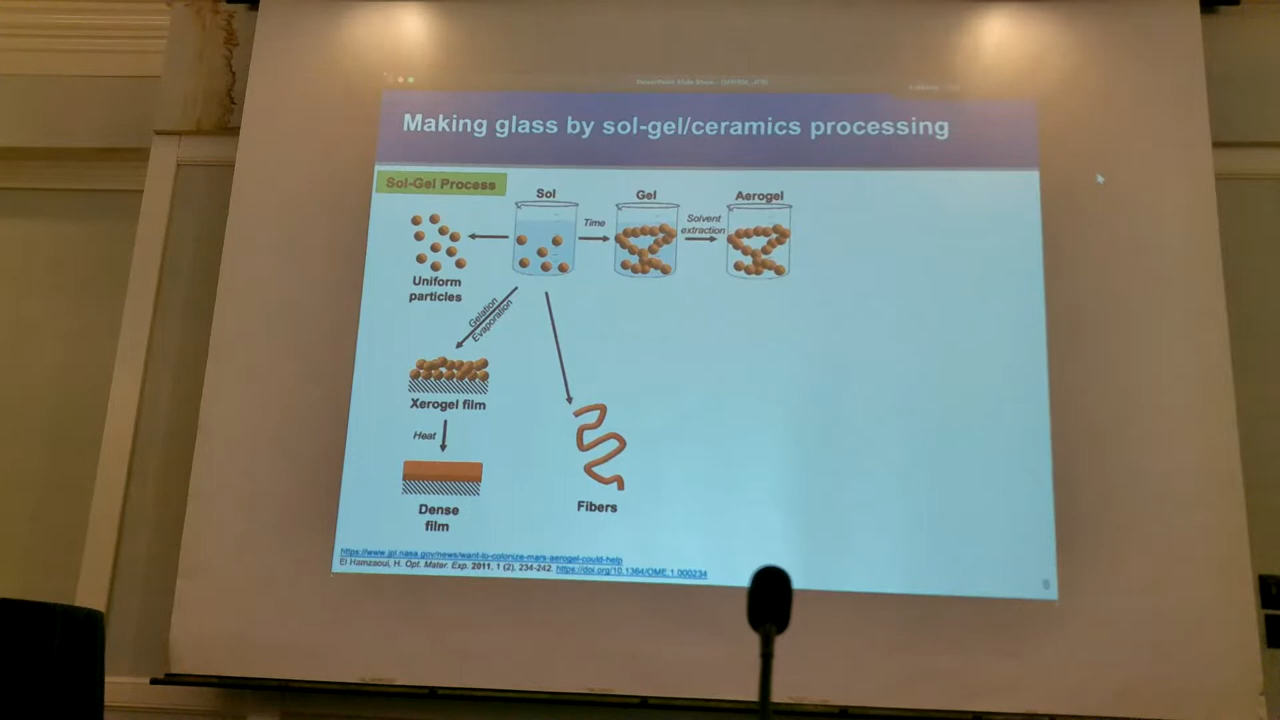 PowerPoint Slide Show -
Making glass by sol-gel/ceramics processing
Sol-Gel Process
Sol
Gel
Aerogel
Time
Solvent
extraction
Uniform
particles
Gelation
Evaporation
Xerogel film
Heat
Dense
film
Fibers
https://www.jpl.nasa.gov/news/want-to-colonize-mars-aerogel-could-help
El Hamzaoui, H. Opt. Mater. Exp. 2011, 1 (2), 234-242. https://doi.org/10.1364/OME.1.000234